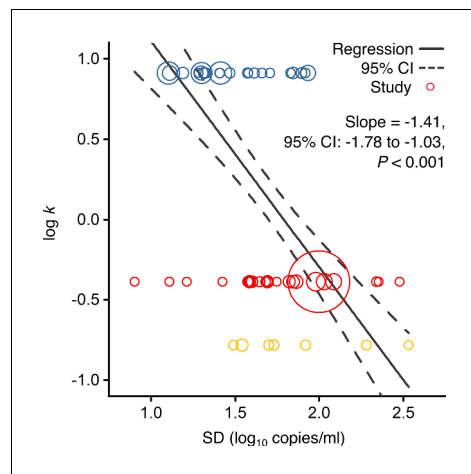 Regression
95% CI
Study
Slope = -1.41,
95% CI: -1.78 to -1.03,
P < 0.001
1.0
0.5
0.0
-0.5
-1.0
log k
1.0 1.5 2.0 2.5
SD (log₁₀ copies/ml)